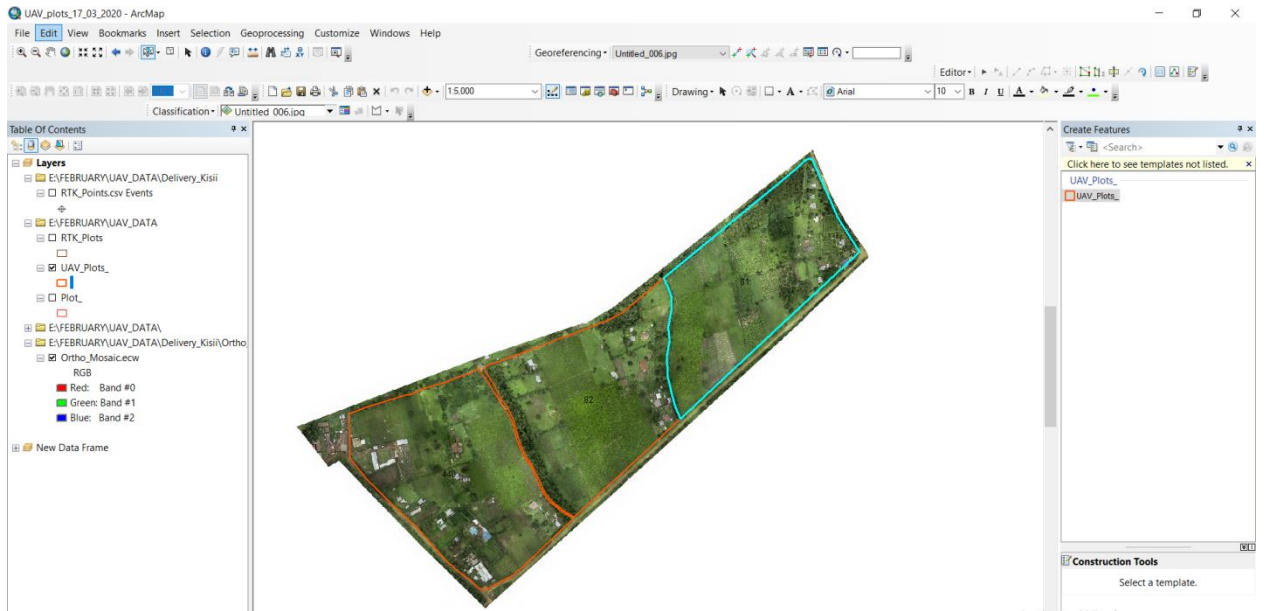 UAV_plots_17_03_2020 - ArcMap
File Edit View Bookmarks Insert Selection Geoprocessing Customize Windows Help
Georeferencing Untitled_006.jpg
Editor
1:5.000 Drawing A Arial 10 B I U A
Classification Untitled_006.jpg
Table Of Contents
Layers
E:\FEBRUARY\UAV_DATA\Delivery_Kisii
RTK_Points.csv Events
E:\FEBRUARY\UAV_DATA
RTK_Plots
UAV_Plots_
Plot_
E:\FEBRUARY\UAV_DATA\
E:\FEBRUARY\UAV_DATA\Delivery_Kisii\Ortho_
Ortho_Mosaic.ecw
RGB
Red: Band #0
Green: Band #1
Blue: Band #2
New Data Frame
81
82
Create Features
<Search>
Click here to see templates not listed.
UAV_Plots_
UAV_Plots_
Construction Tools
Select a template.